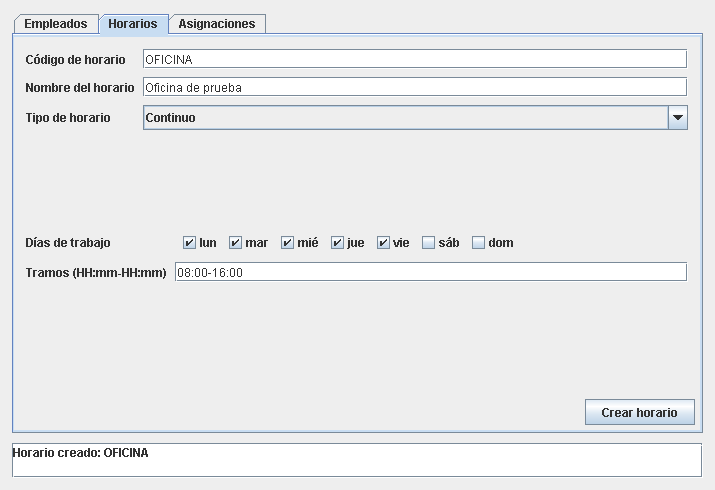 Empleados Horarios Asignaciones
Código de horario OFICINA
Nombre del horario Oficina de prueba
Tipo de horario Continuo
Días de trabajo lun mar mié jue vie sáb dom
Tramos (HH:mm-HH:mm) 08:00-16:00
Crear horario
Horario creado: OFICINA